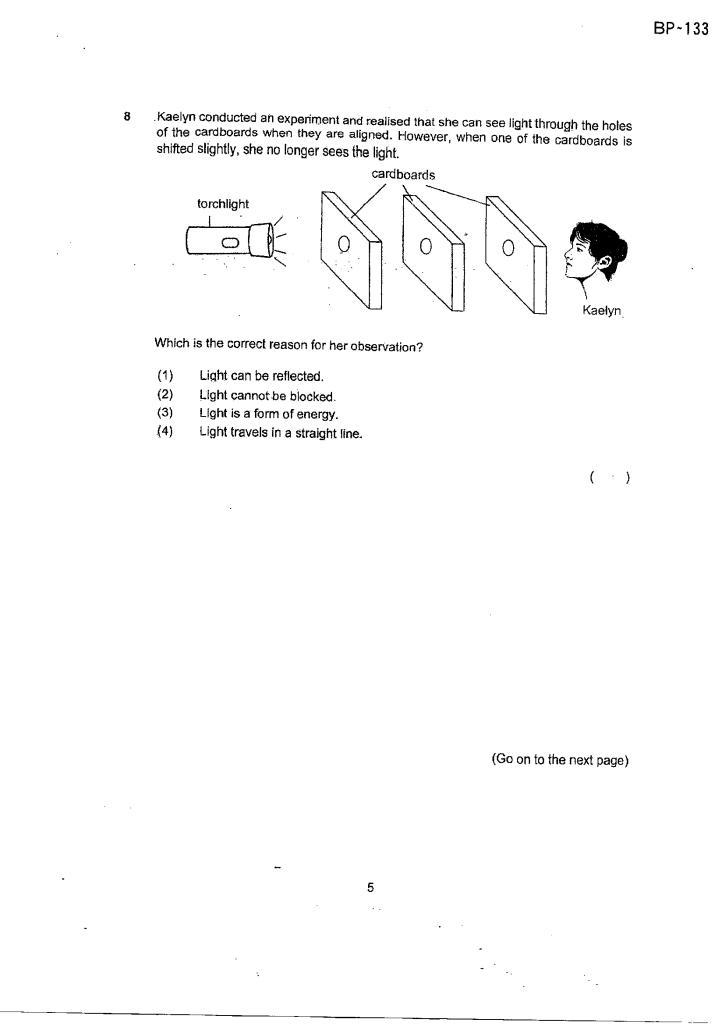 BP-133
8 Kaelyn conducted an experiment and realised that she can see light through the holes
of the cardboards when they are aligned. However, when one of the cardboards is
shifted slightly, she no longer sees the light.
cardboards
torchlight
Kaelyn
Which is the correct reason for her observation?
(1) Light can be reflected.
(2) Light cannot be blocked.
(3) Light is a form of energy.
(4) Light travels in a straight line.
( )
(Go on to the next page)
5